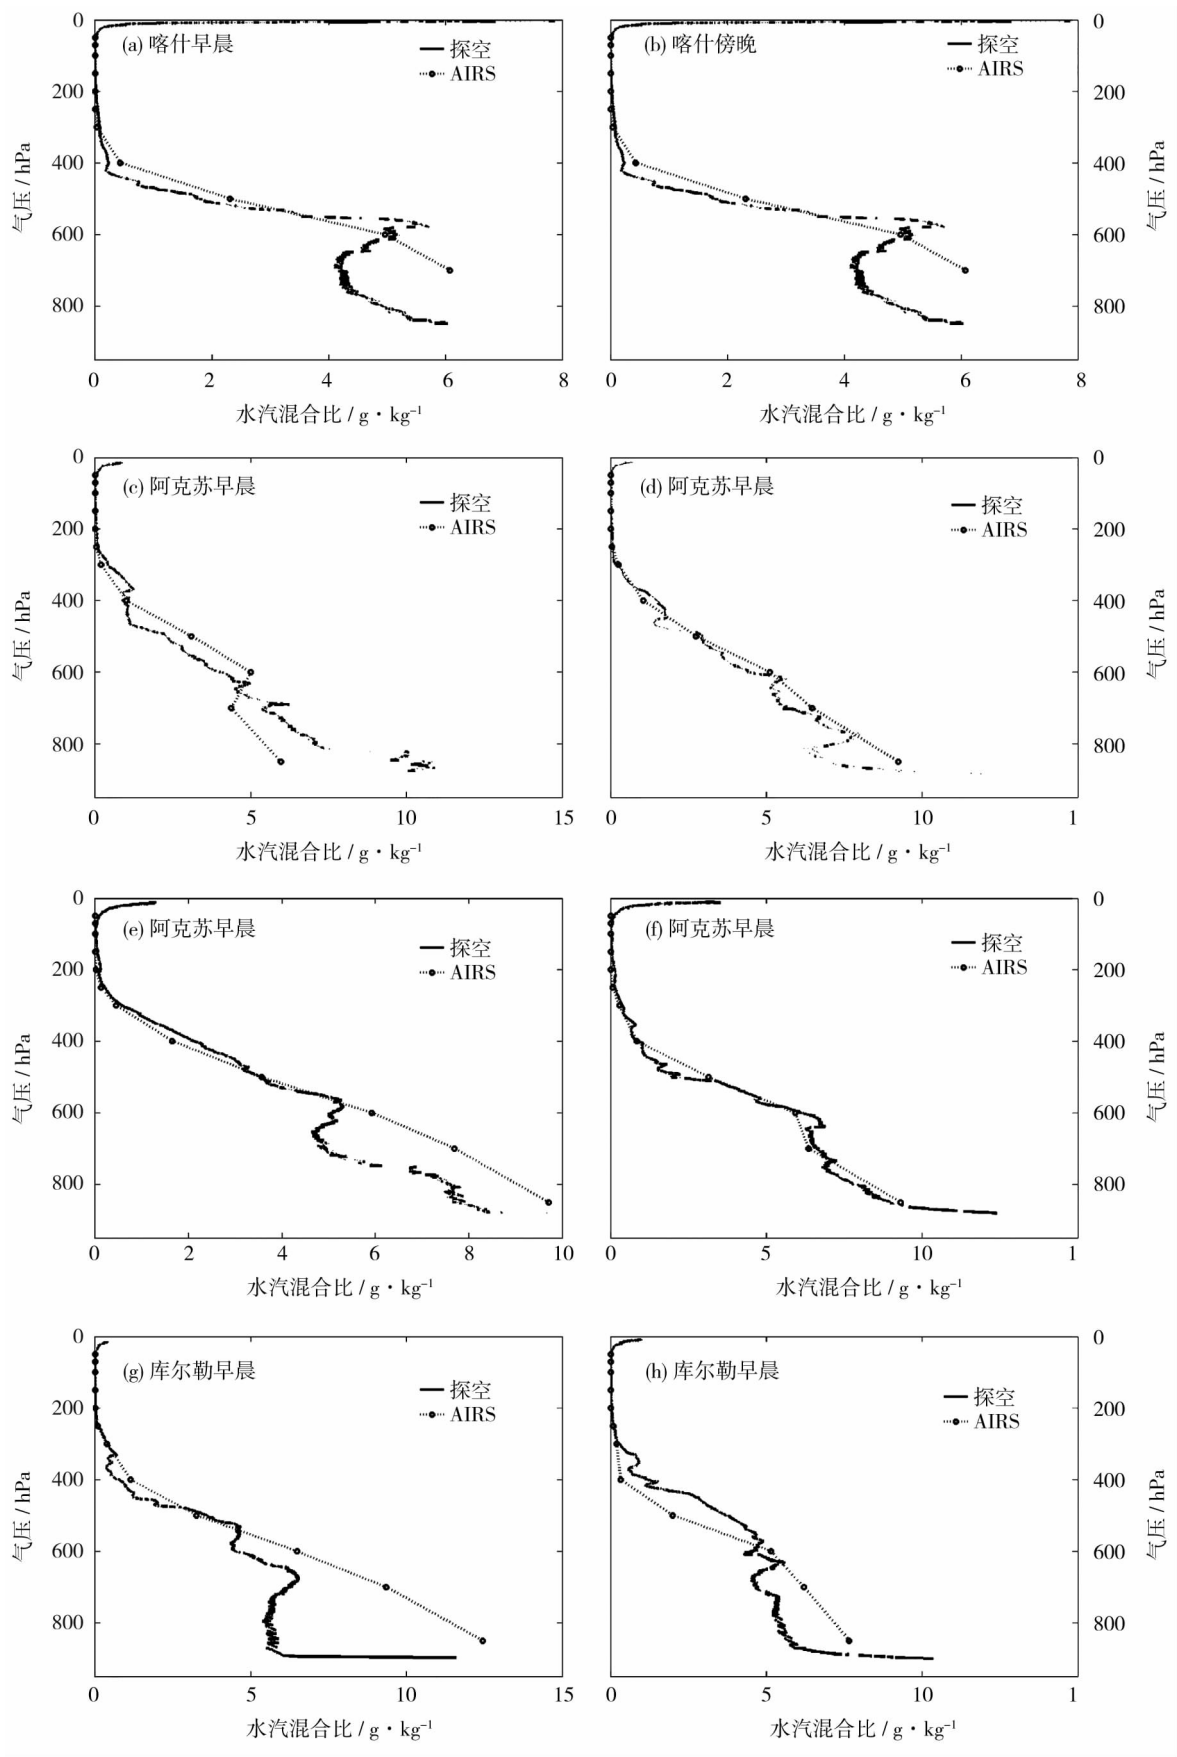 0
(a) 喀什早晨
探空
AIRS
200
400
600
800
气压 / hPa
0
2
4
6
8
水汽混合比 / g·kg⁻¹
(b) 喀什傍晚
探空
AIRS
0
200
400
600
800
气压 / hPa
0
2
4
6
8
水汽混合比 / g·kg⁻¹
0
(c) 阿克苏早晨
探空
AIRS
200
400
600
800
气压 / hPa
0
5
10
15
水汽混合比 / g·kg⁻¹
(d) 阿克苏早晨
探空
AIRS
0
200
400
600
800
气压 / hPa
0
5
10
1
水汽混合比 / g·kg⁻¹
0
(e) 阿克苏早晨
探空
AIRS
200
400
600
800
气压 / hPa
0
2
4
6
8
10
水汽混合比 / g·kg⁻¹
(f) 阿克苏早晨
探空
AIRS
0
200
400
600
800
气压 / hPa
0
5
10
1
水汽混合比 / g·kg⁻¹
0
(g) 库尔勒早晨
探空
AIRS
200
400
600
800
气压 / hPa
0
5
10
15
水汽混合比 / g·kg⁻¹
(h) 库尔勒早晨
探空
AIRS
0
200
400
600
800
气压 / hPa
0
5
10
1
水汽混合比 / g·kg⁻¹